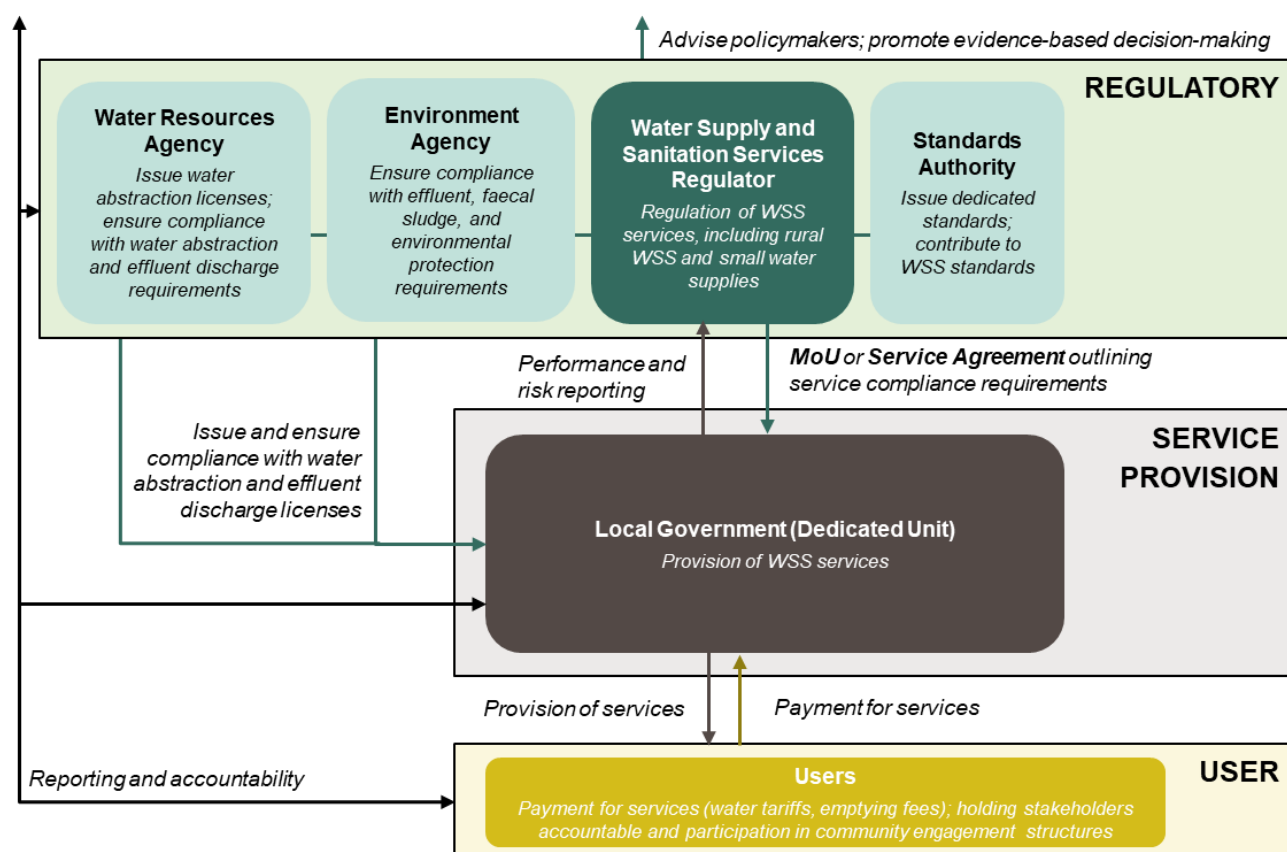 Advise policymakers; promote evidence-based decision-making
REGULATORY
Water Resources
Agency
Issue water
abstraction licenses;
ensure compliance
with water abstraction
and effluent discharge
requirements
Environment
Agency
Ensure compliance
with effluent, faecal
sludge, and
environmental
protection
requirements
Water Supply and
Sanitation Services
Regulator
Regulation of WSS
services, including rural
WSS and small water
supplies
Standards
Authority
Issue dedicated
standards;
contribute to
WSS standards
Performance and
risk reporting
MoU or Service Agreement outlining
service compliance requirements
Issue and ensure
compliance with water
abstraction and effluent
discharge licenses
SERVICE
PROVISION
Local Government (Dedicated Unit)
Provision of WSS services
Provision of services
Payment for services
Reporting and accountability
USER
Users
Payment for services (water tariffs, emptying fees); holding stakeholders
accountable and participation in community engagement structures